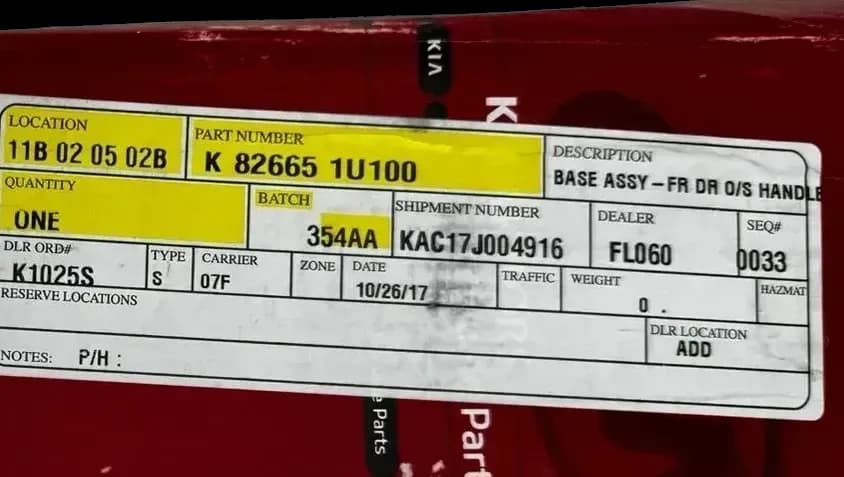 KIA
K
LOCATION
11B 02 05 02B
PART NUMBER
K 82665 1U100
DESCRIPTION
BASE ASSY-FR DR O/S HANDLE
QUANTITY
ONE
BATCH
354AA
SHIPMENT NUMBER
KAC17J004916
DEALER
FL060
SEQ#
0033
DLR ORD#
K1025S
TYPE
S
CARRIER
07F
ZONE
DATE
10/26/17
TRAFFIC
WEIGHT
0 .
HAZMAT
RESERVE LOCATIONS
DLR LOCATION
ADD
NOTES: P/H :
Parts
Part